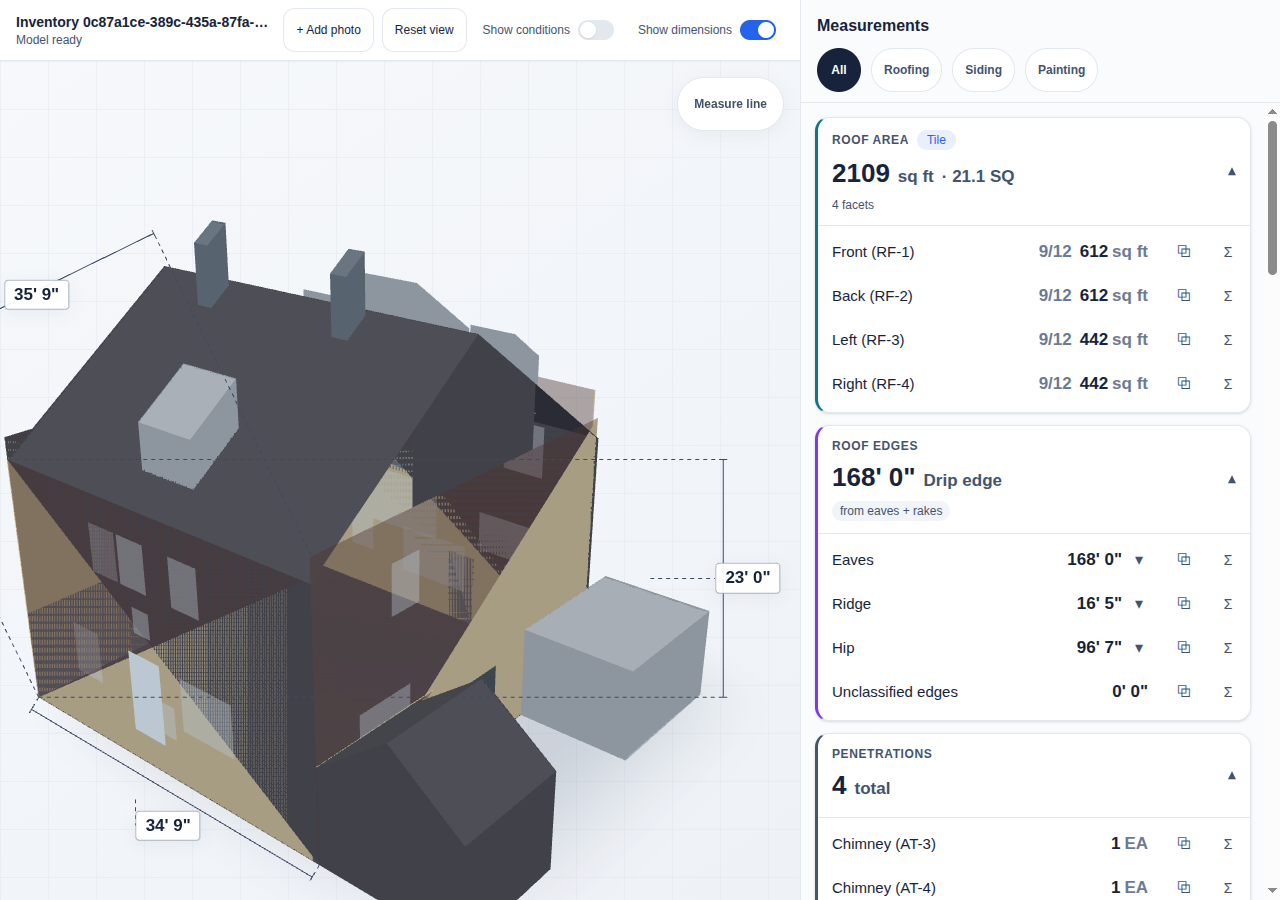 Inventory 0c87a1ce-389c-435a-87fa-…
Model ready
+ Add photo
Reset view
Show conditions
Show dimensions
Measure line
35' 9"
23' 0"
34' 9"
Measurements
All
Roofing
Siding
Painting
ROOF AREA Tile
2109 sq ft · 21.1 SQ
4 facets
Front (RF-1) 9/12 612 sq ft Σ
Back (RF-2) 9/12 612 sq ft Σ
Left (RF-3) 9/12 442 sq ft Σ
Right (RF-4) 9/12 442 sq ft Σ
ROOF EDGES
168' 0" Drip edge
from eaves + rakes
Eaves 168' 0" ▼ Σ
Ridge 16' 5" ▼ Σ
Hip 96' 7" ▼ Σ
Unclassified edges 0' 0" Σ
PENETRATIONS
4 total
Chimney (AT-3) 1 EA Σ
Chimney (AT-4) 1 EA Σ